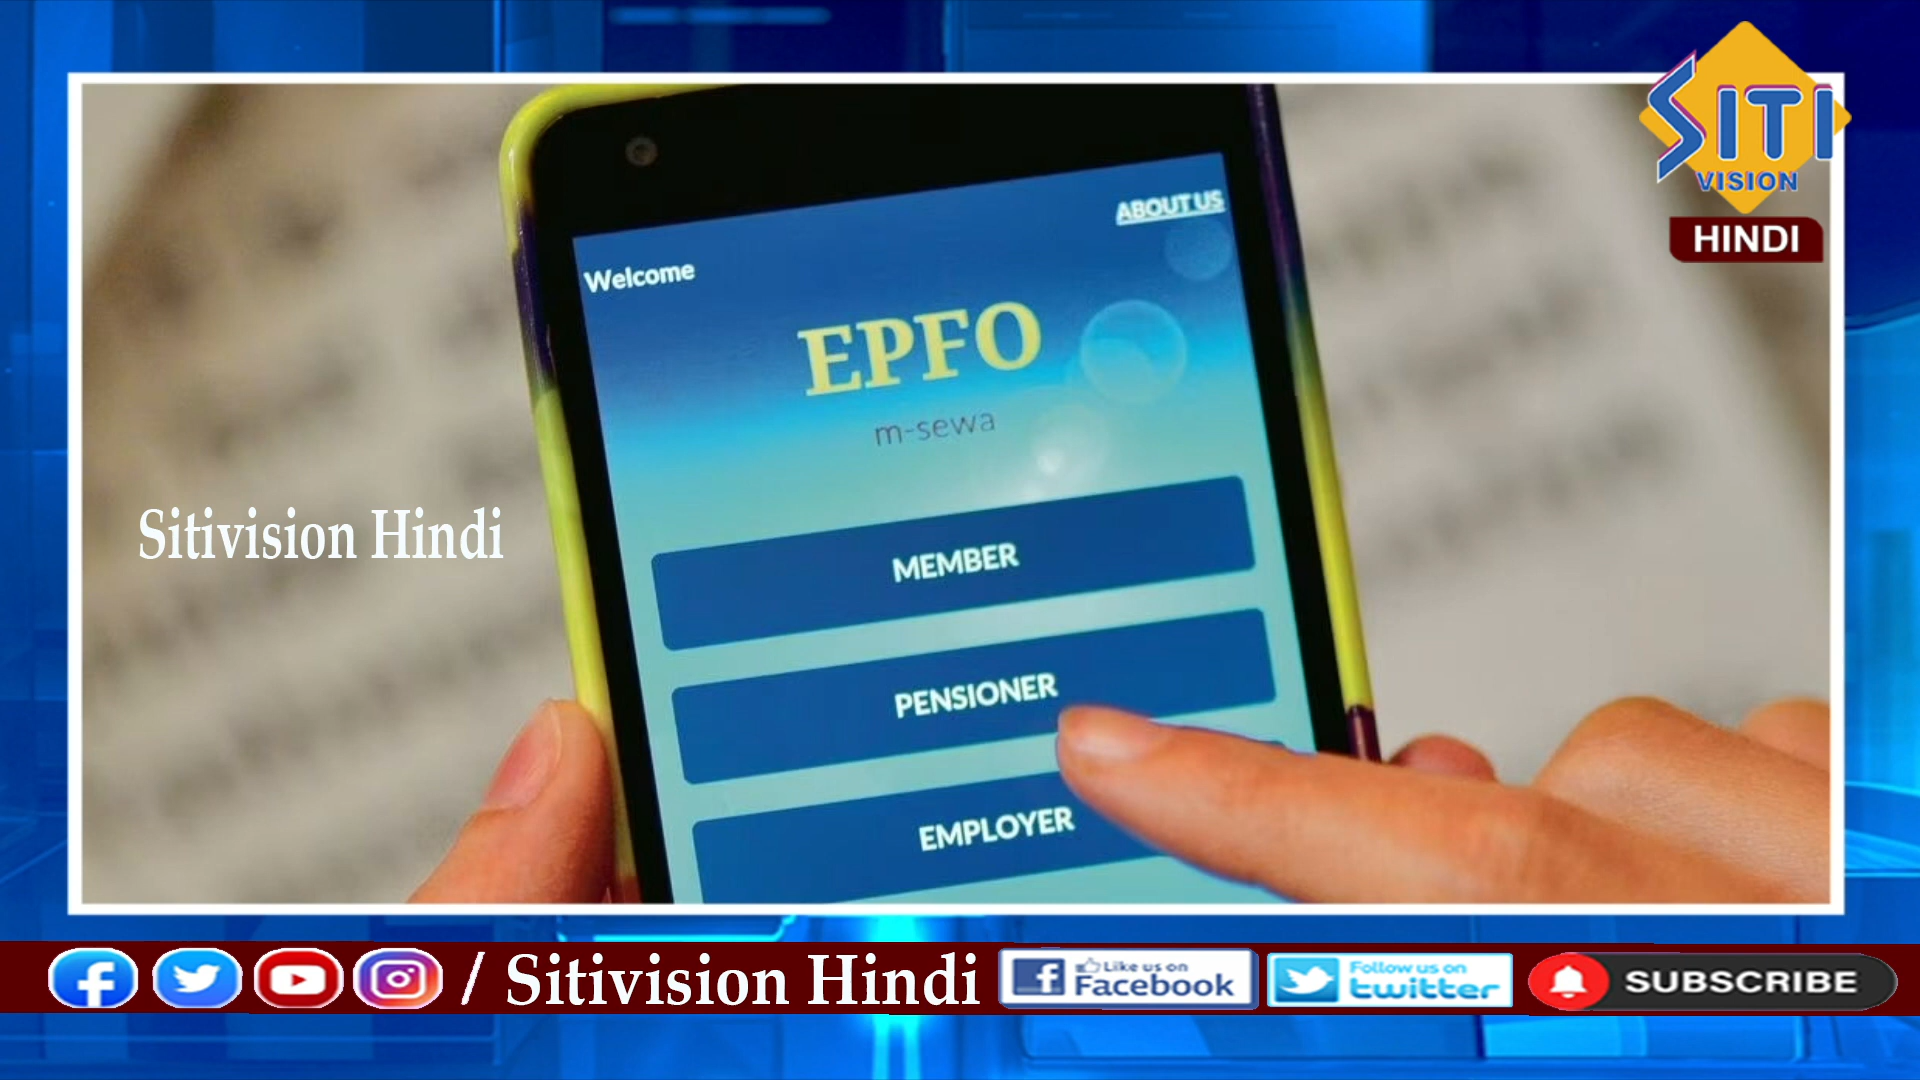 SITI
VISION
HINDI
ABOUT US
Welcome
EPFO
m-sewa
MEMBER
PENSIONER
EMPLOYER
Sitivision Hindi
/ Sitivision Hindi
Like us on
Facebook
Follow us on
twitter
SUBSCRIBE